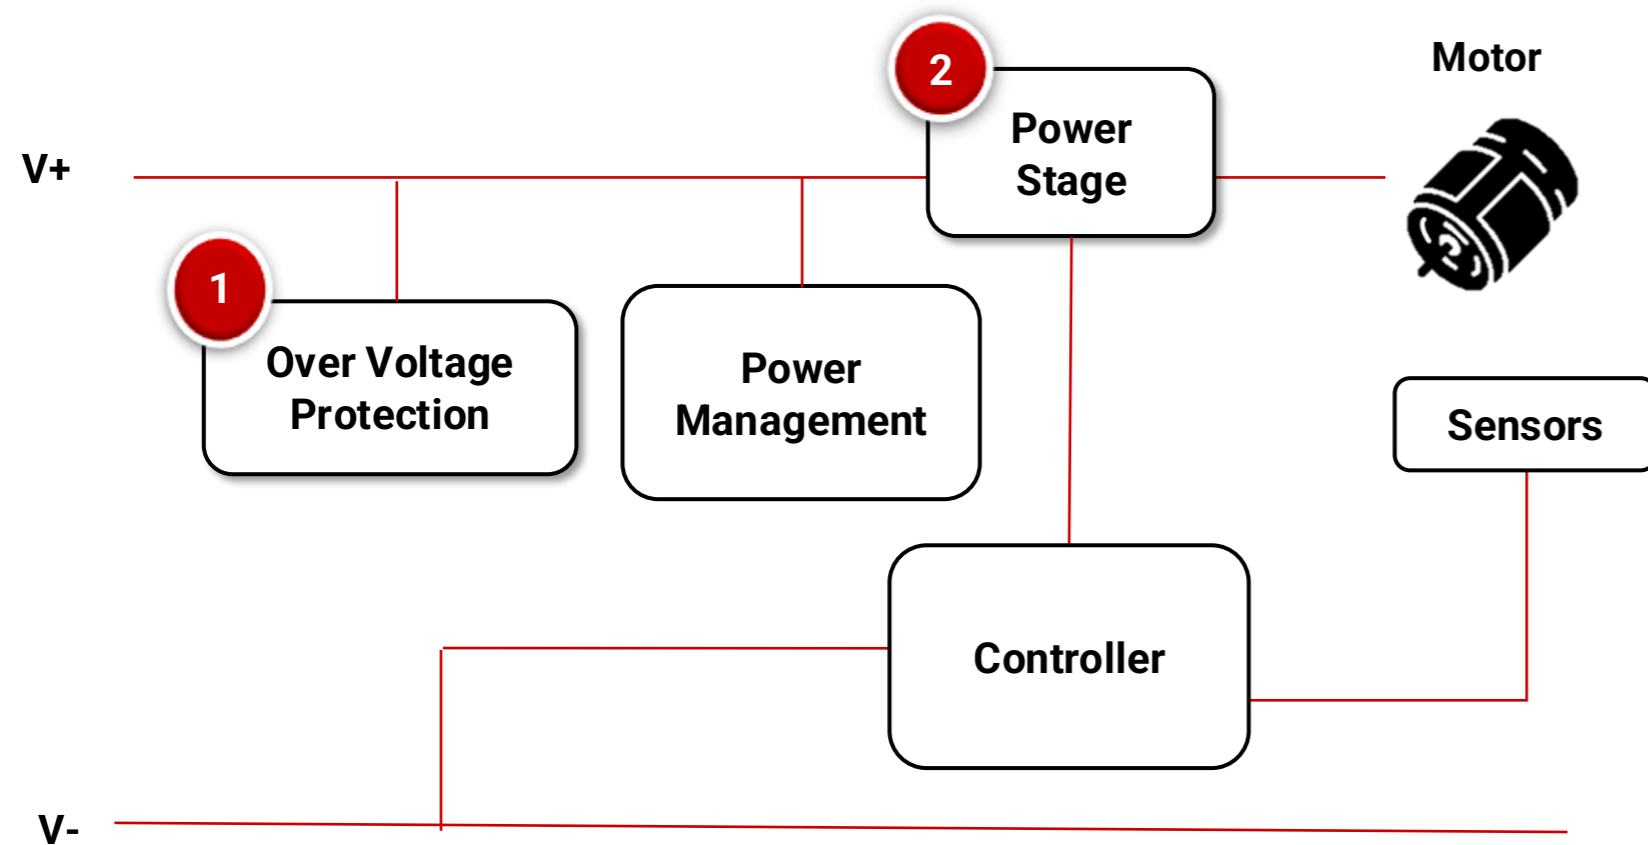 Motor
2
Power
Stage
V+
1
Over Voltage
Protection
Power
Management
Sensors
Controller
V-